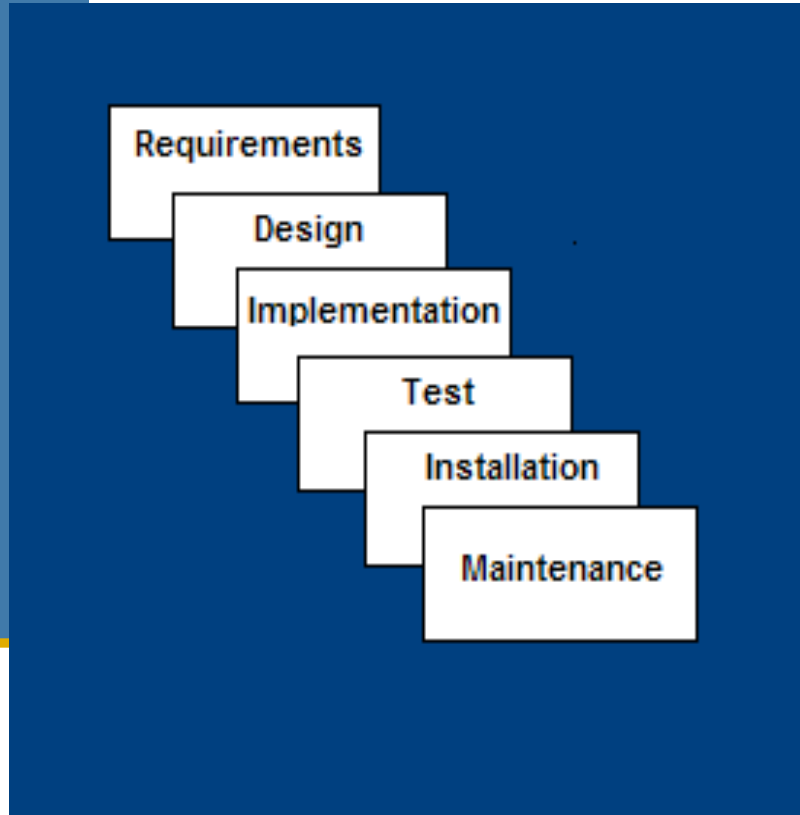 Requirements
Design
Implementation
Test
Installation
Maintenance